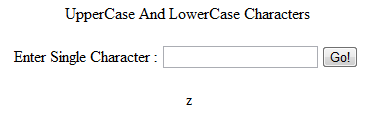 UpperCase And LowerCase Characters
Enter Single Character : Go!
z